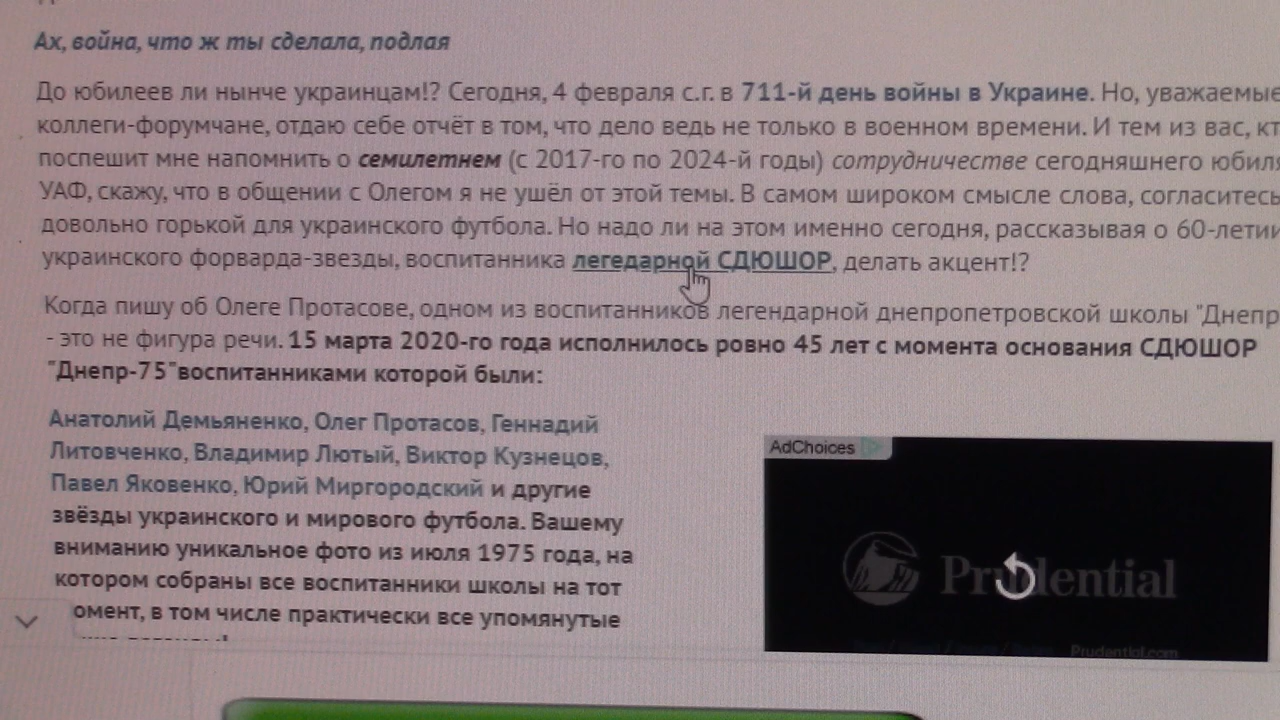 Ах, война, что ж ты сделала, подлая
До юбилеев ли нынче украинцам!? Сегодня, 4 февраля с.г. в 711-й день войны в Украине. Но, уважаемые
коллеги-форумчане, отдаю себе отчёт в том, что дело ведь не только в военном времени. И тем из вас, кт
поспешит мне напомнить о семилетнем (с 2017-го по 2024-й годы) сотрудничестве сегодняшнего юбиля
УАФ, скажу, что в общении с Олегом я не ушёл от этой темы. В самом широком смысле слова, согласитесь
довольно горькой для украинского футбола. Но надо ли на этом именно сегодня, рассказывая о 60-летии
украинского форварда-звезды, воспитанника легедарной СДЮШОР, делать акцент!?
Когда пишу об Олеге Протасове, одном из воспитанников легендарной днепропетровской школы "Днепр
- это не фигура речи. 15 марта 2020-го года исполнилось ровно 45 лет с момента основания СДЮШОР
"Днепр-75"воспитанниками которой были:
Анатолий Демьяненко, Олег Протасов, Геннадий
Литовченко, Владимир Лютый, Виктор Кузнецов,
Павел Яковенко, Юрий Миргородский и другие
звёзды украинского и мирового футбола. Вашему
вниманию уникальное фото из июля 1975 года, на
котором собраны все воспитанники школы на тот
омент, в том числе практически все упомянутые
AdChoices
Prudential
Prudential.com